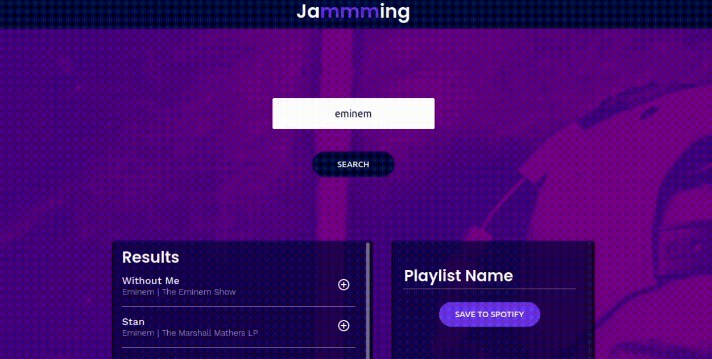 Jammming
eminem
SEARCH
Results
Without Me
Eminem | The Eminem Show
Stan
Eminem | The Marshall Mathers LP
Playlist Name
SAVE TO SPOTIFY